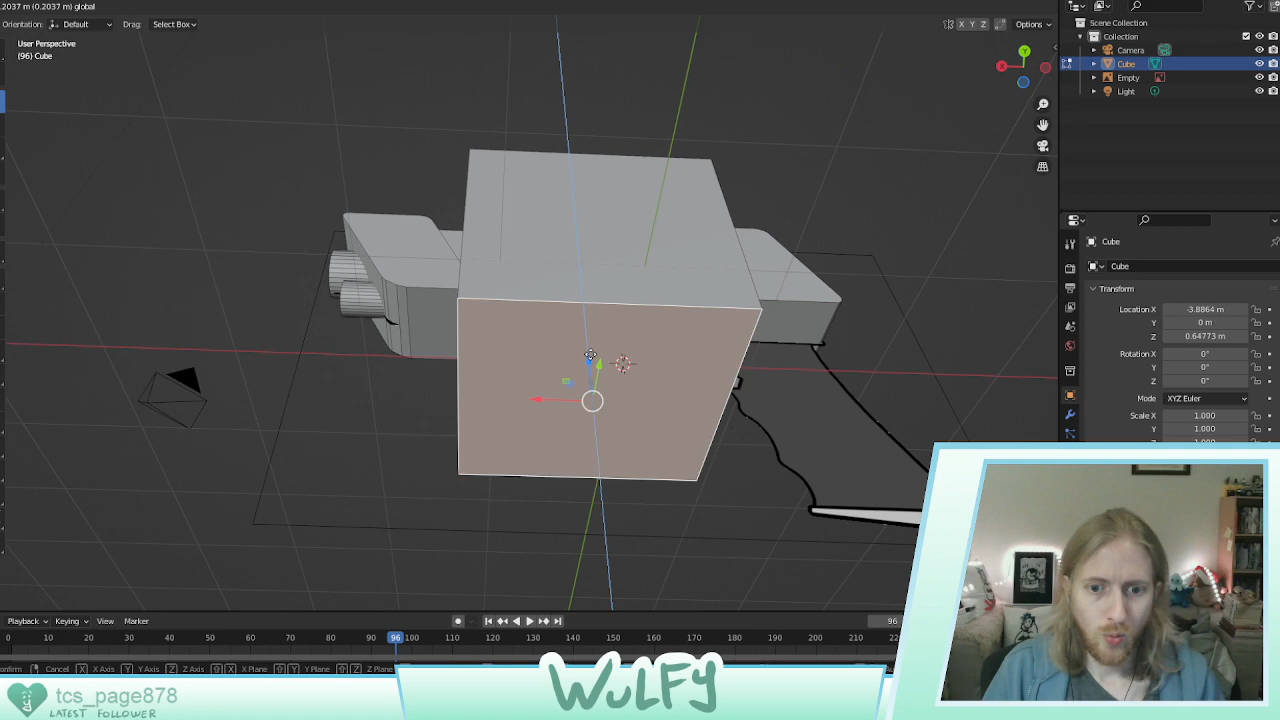 .2037 m (0.2037 m) global
Orientation: Default Drag: Select Box X Y Z Options
User Perspective
(96) Cube
Scene Collection
Collection
Camera
Cube
Empty
Light
Cube
Cube
Transform
Location X -3.8864 m
Y 0 m
Z 0.64773 m
Rotation X 0°
Y 0°
Z 0°
Mode XYZ Euler
Scale X 1.000
Y 1.000
Z 1.000
Playback Keying View Marker 96
0 10 20 30 40 50 60 70 80 90 96 100 110 120 130 140 150 160 170 180 190 200 210
onfirm Cancel X X Axis Y Y Axis Z Z Axis X X Plane Y Y Plane Z Z Plane
tcs_page878
LATEST FOLLOWER
WULFY